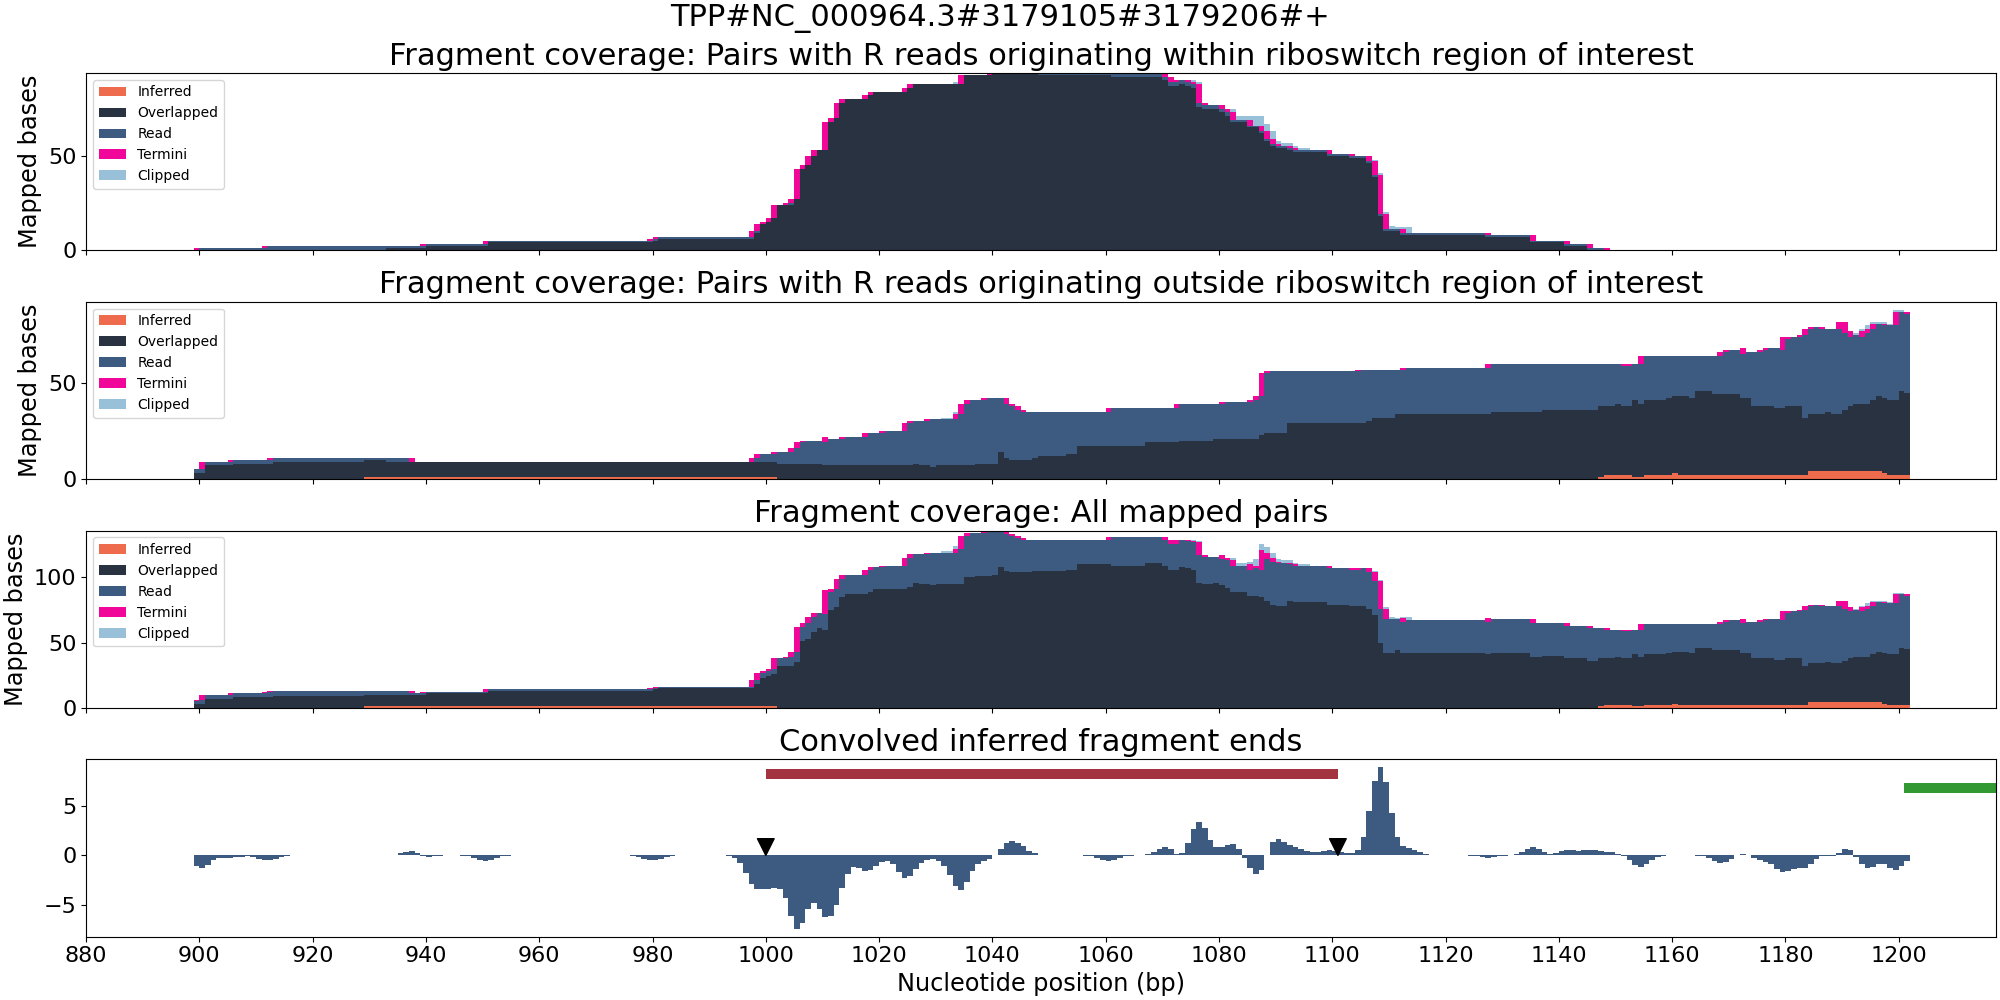 TPP#NC_000964.3#3179105#3179206#+
Fragment coverage: Pairs with R reads originating within riboswitch region of interest
Mapped bases
50
0
Inferred
Overlapped
Read
Termini
Clipped
Fragment coverage: Pairs with R reads originating outside riboswitch region of interest
Mapped bases
50
0
Inferred
Overlapped
Read
Termini
Clipped
Fragment coverage: All mapped pairs
Mapped bases
100
50
0
Inferred
Overlapped
Read
Termini
Clipped
Convolved inferred fragment ends
5
0
−5
880 900 920 940 960 980 1000 1020 1040 1060 1080 1100 1120 1140 1160 1180 1200
Nucleotide position (bp)